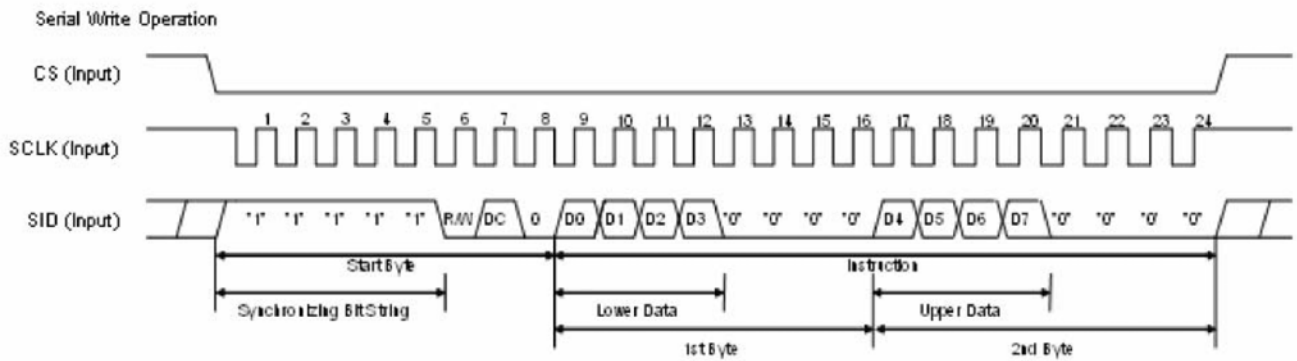 Serial Write Operation
CS (Input)
1 2 3 4 5 6 7 8 9 10 11 12 13 14 15 16 17 18 19 20 21 22 23 24
SCLK (Input)
SID (Input) "1" "1" "1" "1" "1" R/W DC 0 D0 D1 D2 D3 "0" "0" "0" "0" D4 D5 D6 D7 "0" "0" "0" "0"
Start Byte Instruction
Synchronizing Bit String Lower Data Upper Data
1st Byte 2nd Byte